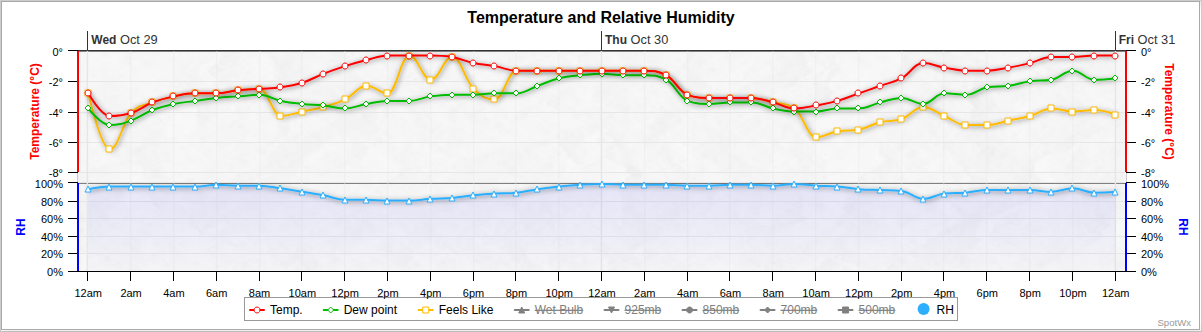 Temperature and Relative Humidity
Wed Oct 29 Thu Oct 30 Fri Oct 31
Temperature (°C)
0°
-2°
-4°
-6°
-8°
0°
-2°
-4°
-6°
-8°
Temperature (°C)
RH
100%
80%
60%
40%
20%
0%
100%
80%
60%
40%
20%
0%
RH
12am 2am 4am 6am 8am 10am 12pm 2pm 4pm 6pm 8pm 10pm 12am 2am 4am 6am 8am 10am 12pm 2pm 4pm 6pm 8pm 10pm 12am
Temp. Dew point Feels Like Wet Bulb 925mb 850mb 700mb 500mb RH
SpotWx